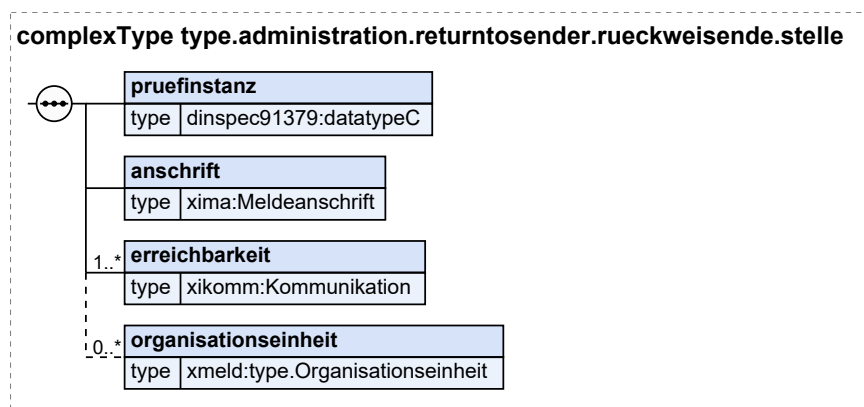 complexType type.administration.returntosender.rueckweisende.stelle
pruefinstanz
type dinspec91379:datatypeC
anschrift
type xima:Meldeanschrift
1..* erreichbarkeit
type xikomm:Kommunikation
0..* organisationseinheit
type xmeld:type.Organisationseinheit